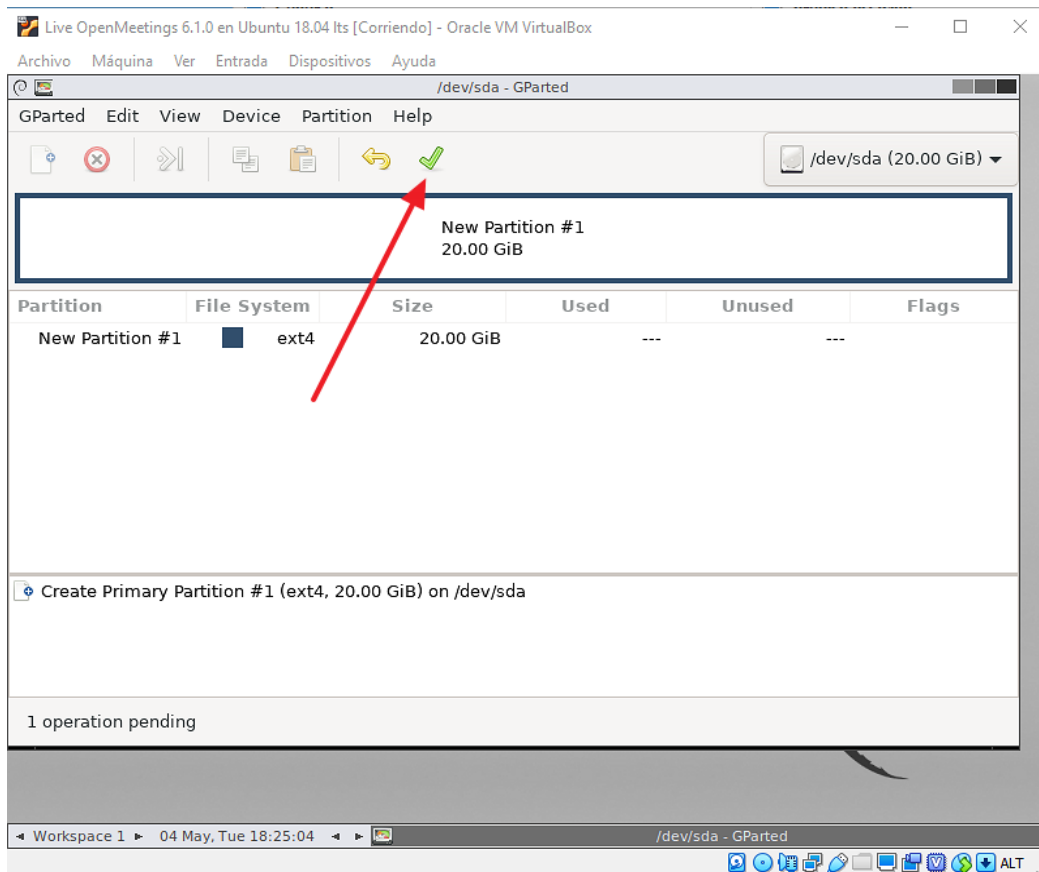 Live OpenMeetings 6.1.0 en Ubuntu 18.04 lts [Corriendo] - Oracle VM VirtualBox
Archivo Máquina Ver Entrada Dispositivos Ayuda
/dev/sda - GParted
GParted Edit View Device Partition Help
/dev/sda (20.00 GiB)
New Partition #1
20.00 GiB
Partition File System Size Used Unused Flags
New Partition #1 ext4 20.00 GiB --- ---
Create Primary Partition #1 (ext4, 20.00 GiB) on /dev/sda
1 operation pending
Workspace 1 04 May, Tue 18:25:04 /dev/sda - GParted
ALT